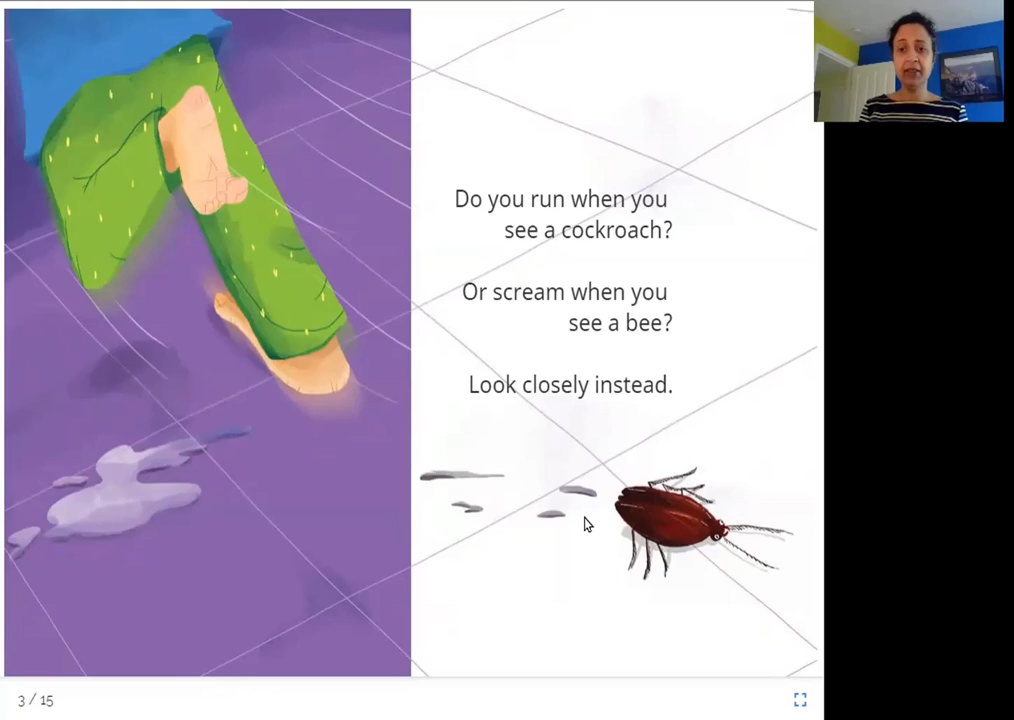 Do you run when you
see a cockroach?
Or scream when you
see a bee?
Look closely instead.
3 / 15